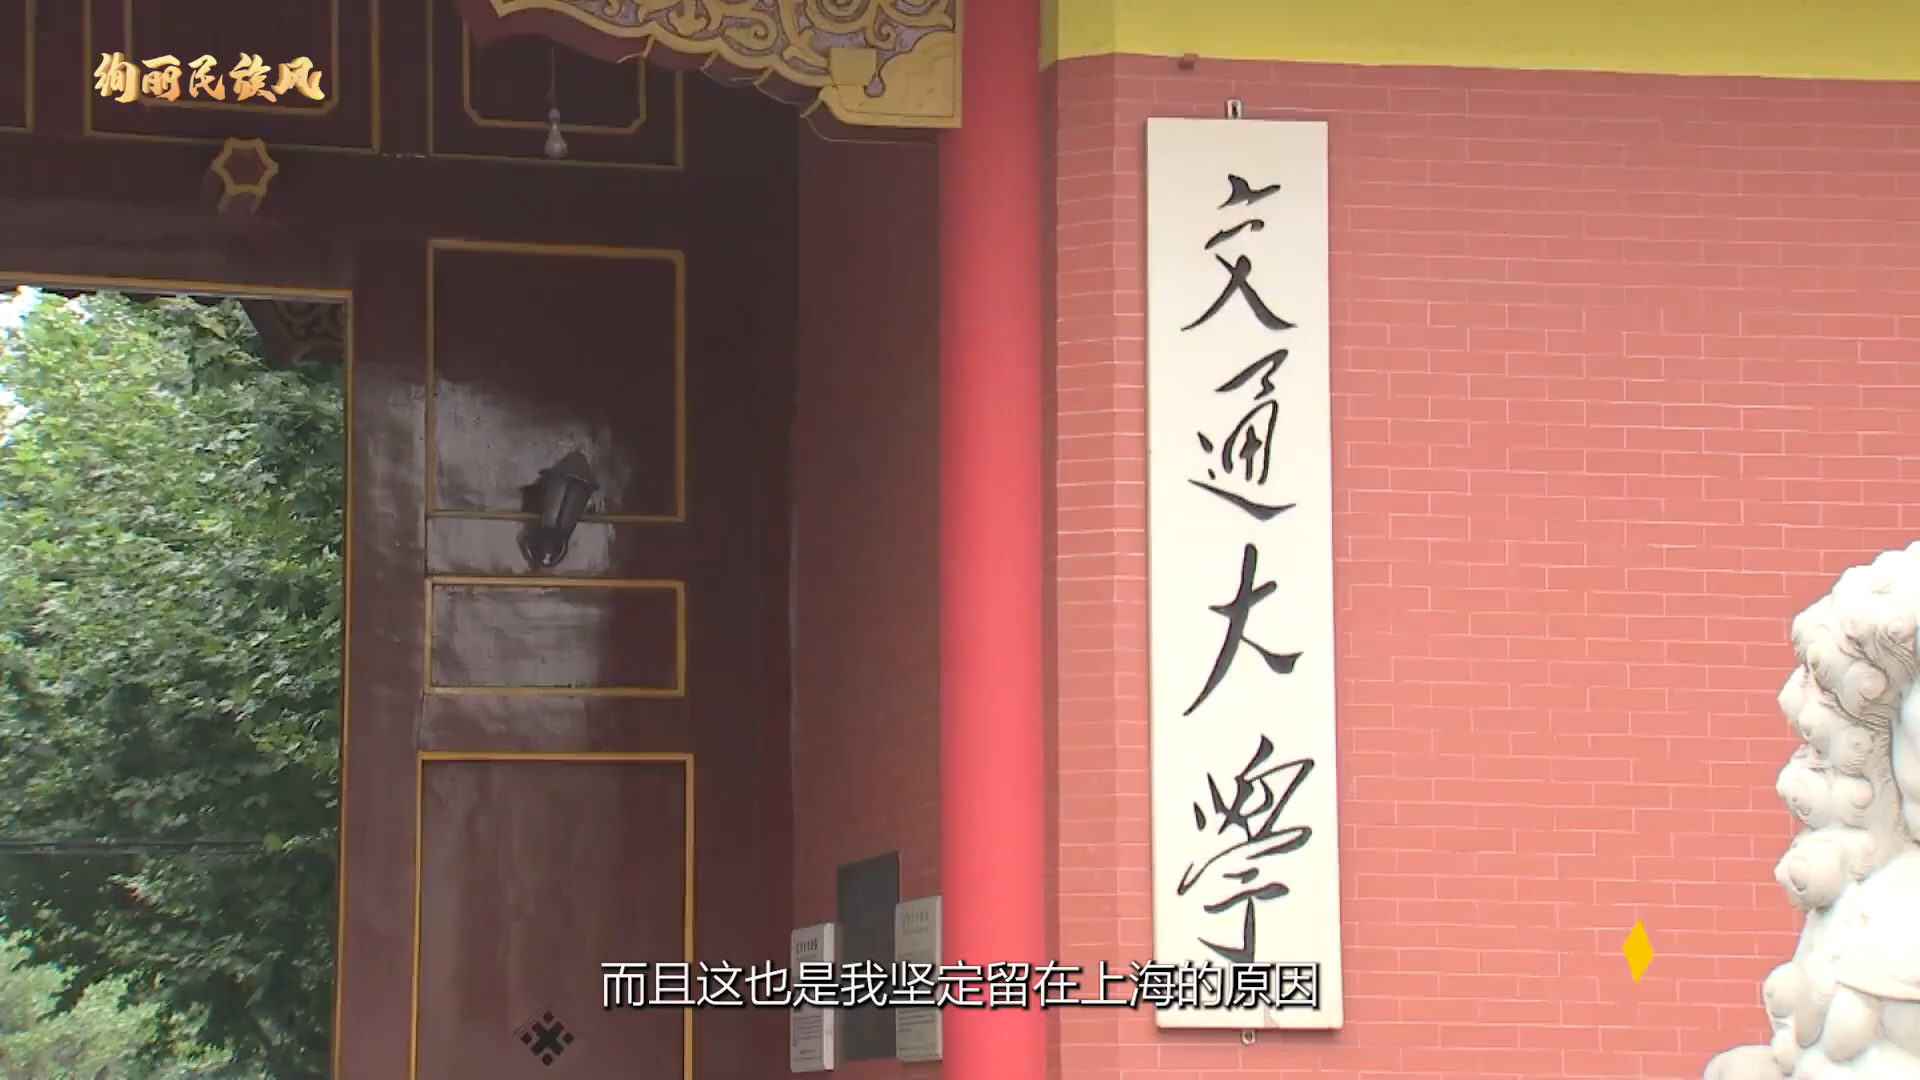 绚丽民族风
交通大學
而且这也是我坚定留在上海的原因